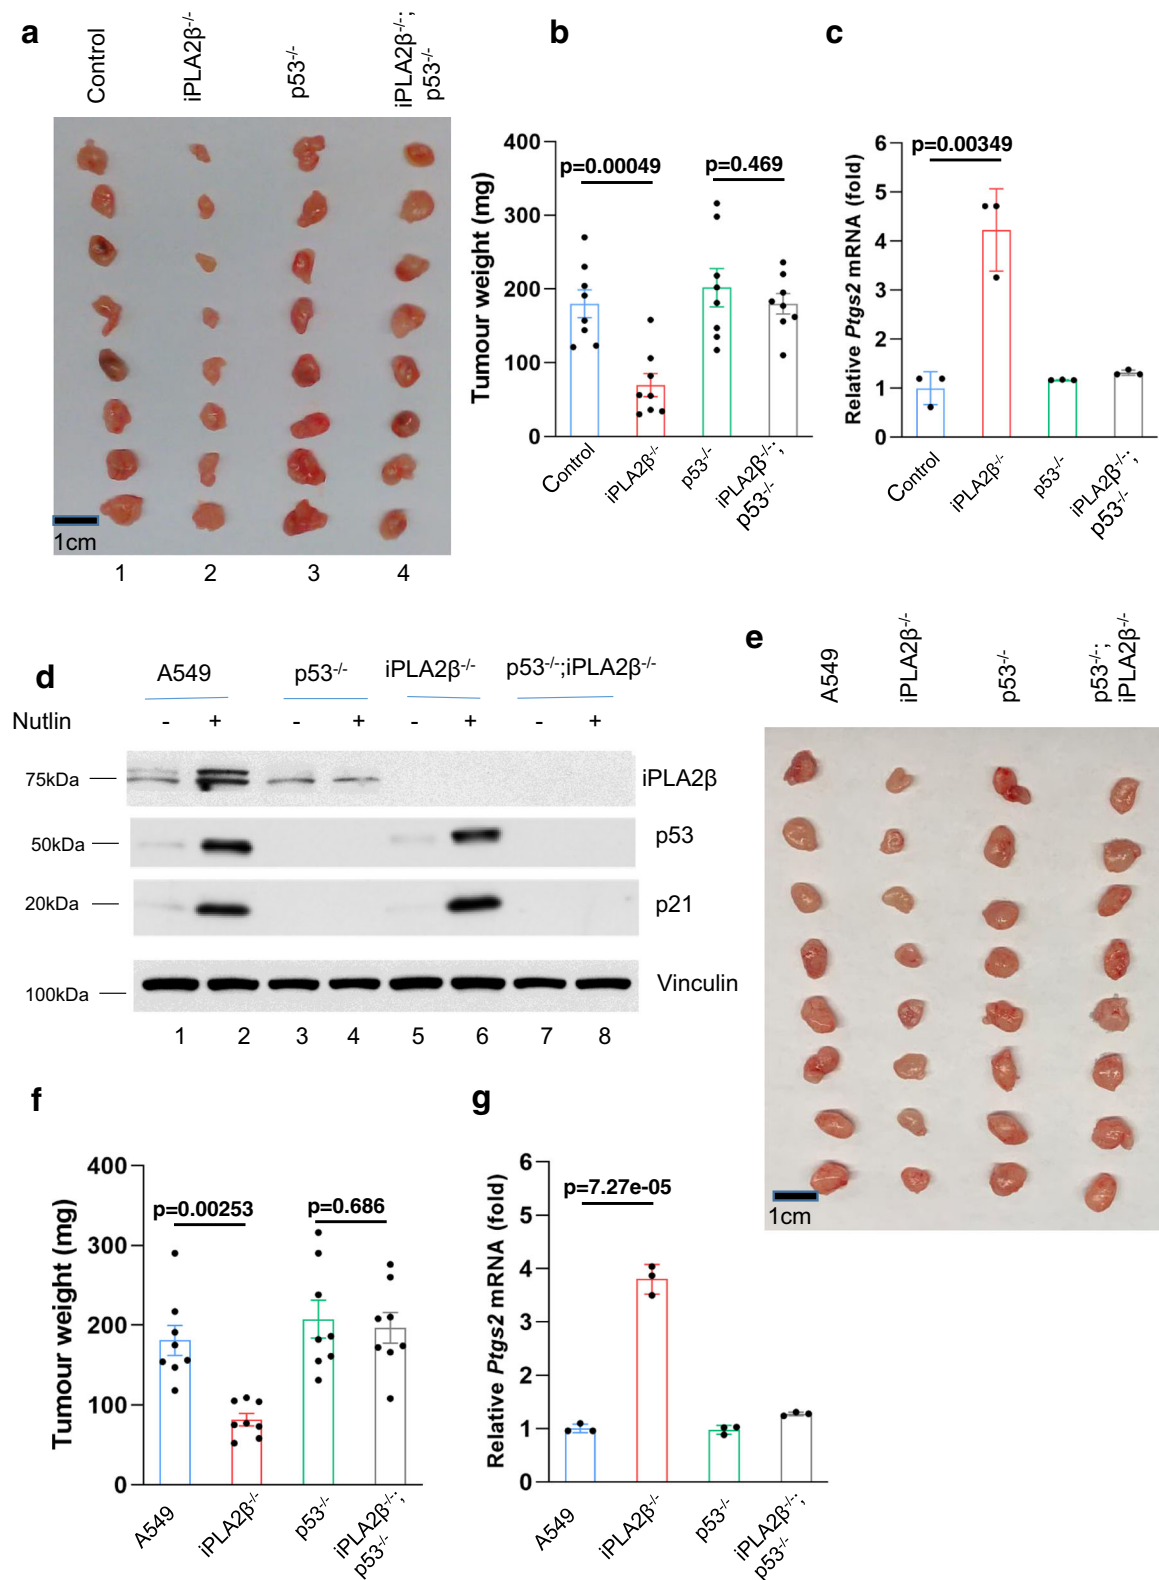 a
Control
iPLA2β-/-
p53-/-
iPLA2β-/-;
p53-/-
1cm
1 2 3 4
b
Tumour weight (mg)
400
300
200
100
0
p=0.00049
p=0.469
Control
iPLA2β-/-
p53-/-
iPLA2β-/-;
p53-/-
c
Relative Ptgs2 mRNA (fold)
6
5
4
3
2
1
0
p=0.00349
Control
iPLA2β-/-
p53-/-
iPLA2β-/-;
p53-/-
d
A549 p53-/- iPLA2β-/- p53-/-;iPLA2β-/-
Nutlin - + - + - + - +
75kDa iPLA2β
50kDa p53
20kDa p21
100kDa Vinculin
1 2 3 4 5 6 7 8
e
A549
iPLA2β-/-
p53-/-
p53-/-;
iPLA2β-/-
1cm
f
Tumour weight (mg)
400
300
200
100
0
p=0.00253
p=0.686
A549
iPLA2β-/-
p53-/-
iPLA2β-/-;
p53-/-
g
Relative Ptgs2 mRNA (fold)
6
5
4
3
2
1
0
p=7.27e-05
A549
iPLA2β-/-
p53-/-
iPLA2β-/-;
p53-/-